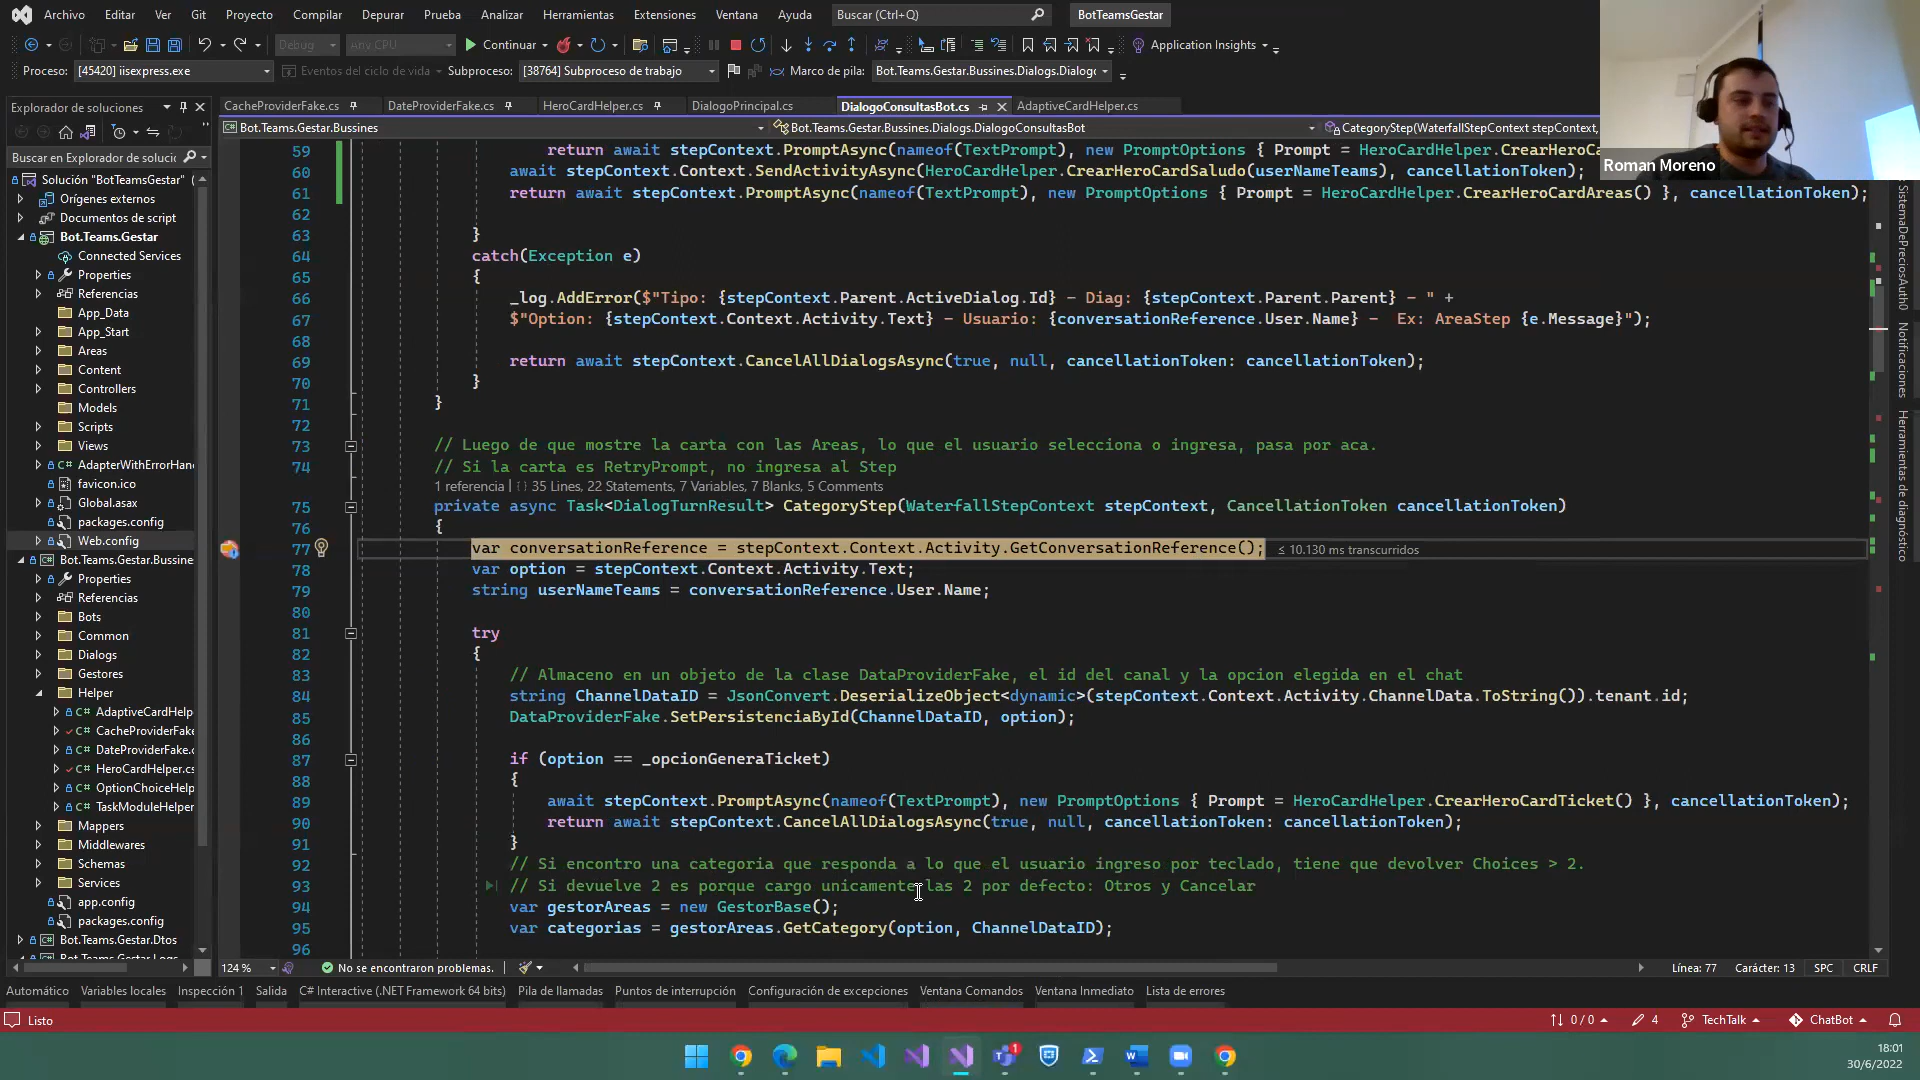 Archivo Editar Ver Git Proyecto Compilar Depurar Prueba Analizar Herramientas Extensiones Ventana Ayuda Buscar (Ctrl+Q) BotTeamsGestar
Debug Any CPU Continuar Application Insights
Proceso: [45420] iisexpress.exe Eventos del ciclo de vida Subproceso: [38764] Subproceso de trabajo Marco de pila: Bot.Teams.Gestar.Bussines.Dialogs.Dialogo
Explorador de soluciones
Buscar en Explorador de solucio
Solución "BotTeamsGestar"
Orígenes externos
Documentos de script
Bot.Teams.Gestar
Connected Services
Properties
Referencias
App_Data
App_Start
Areas
Content
Controllers
Models
Scripts
Views
AdapterWithErrorHan
favicon.ico
Global.asax
packages.config
Web.config
Bot.Teams.Gestar.Bussine
Properties
Referencias
Bots
Common
Dialogs
Gestores
Helper
AdaptiveCardHelp
CacheProviderFake
DateProviderFake.c
HeroCardHelper.cs
OptionChoiceHelp
TaskModuleHelper
Mappers
Middlewares
Schemas
Services
app.config
packages.config
Bot.Teams.Gestar.Dtos
Bot.Teams.Gestar.Logs
CacheProviderFake.cs DateProviderFake.cs HeroCardHelper.cs DialogoPrincipal.cs DialogoConsultasBot.cs AdaptiveCardHelper.cs
Bot.Teams.Gestar.Bussines Bot.Teams.Gestar.Bussines.Dialogs.DialogoConsultasBot CategoryStep(WaterfallStepContext stepContext,
Roman Moreno
59 return await stepContext.PromptAsync(nameof(TextPrompt), new PromptOptions { Prompt = HeroCardHelper.CrearHeroCa
60 await stepContext.Context.SendActivityAsync(HeroCardHelper.CrearHeroCardSaludo(userNameTeams), cancellationToken);
61 return await stepContext.PromptAsync(nameof(TextPrompt), new PromptOptions { Prompt = HeroCardHelper.CrearHeroCardAreas() }, cancellationToken);
62
63 }
64 catch(Exception e)
65 {
66 _log.AddError($"Tipo: {stepContext.Parent.ActiveDialog.Id} - Diag: {stepContext.Parent.Parent} - " +
67 $"Option: {stepContext.Context.Activity.Text} - Usuario: {conversationReference.User.Name} - Ex: AreaStep {e.Message}");
68
69 return await stepContext.CancelAllDialogsAsync(true, null, cancellationToken: cancellationToken);
70 }
71 }
72
73 // Luego de que mostre la carta con las Areas, lo que el usuario selecciona o ingresa, pasa por aca.
74 // Si la carta es RetryPrompt, no ingresa al Step
1 referencia | 35 Lines, 22 Statements, 7 Variables, 7 Blanks, 5 Comments
75 private async Task<DialogTurnResult> CategoryStep(WaterfallStepContext stepContext, CancellationToken cancellationToken)
76 {
77 var conversationReference = stepContext.Context.Activity.GetConversationReference(); ≤ 10.130 ms transcurridos
78 var option = stepContext.Context.Activity.Text;
79 string userNameTeams = conversationReference.User.Name;
80
81 try
82 {
83 // Almaceno en un objeto de la clase DataProviderFake, el id del canal y la opcion elegida en el chat
84 string ChannelDataID = JsonConvert.DeserializeObject<dynamic>(stepContext.Context.Activity.ChannelData.ToString()).tenant.id;
85 DataProviderFake.SetPersistenciaById(ChannelDataID, option);
86
87 if (option == _opcionGeneraTicket)
88 {
89 await stepContext.PromptAsync(nameof(TextPrompt), new PromptOptions { Prompt = HeroCardHelper.CrearHeroCardTicket() }, cancellationToken);
90 return await stepContext.CancelAllDialogsAsync(true, null, cancellationToken: cancellationToken);
91 }
92 // Si encontro una categoria que responda a lo que el usuario ingreso por teclado, tiene que devolver Choices > 2.
93 // Si devuelve 2 es porque cargo unicamente las 2 por defecto: Otros y Cancelar
94 var gestorAreas = new GestorBase();
95 var categorias = gestorAreas.GetCategory(option, ChannelDataID);
96
SistemaDePreciosAuth0
Notificaciones
Herramientas de diagnóstico
124 % No se encontraron problemas. Línea: 77 Carácter: 13 SPC CRLF
Automático Variables locales Inspección 1 Salida C# Interactive (.NET Framework 64 bits) Pila de llamadas Puntos de interrupción Configuración de excepciones Ventana Comandos Ventana Inmediato Lista de errores
Listo 0 / 0 4 TechTalk ChatBot
1
18:01
30/6/2022